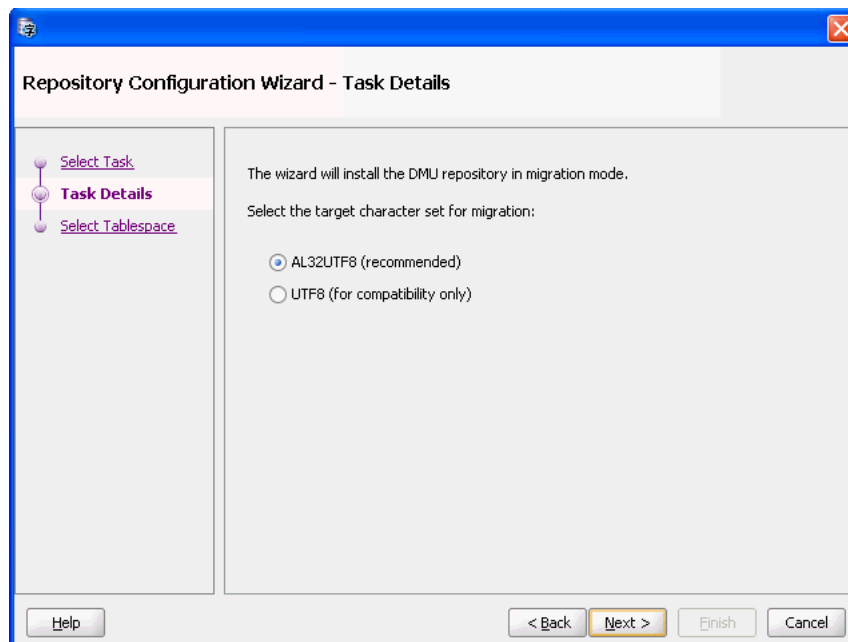 Repository Configuration Wizard - Task Details
Select Task
Task Details
Select Tablespace
The wizard will install the DMU repository in migration mode.
Select the target character set for migration:
AL32UTF8 (recommended)
UTF8 (for compatibility only)
Help
< Back
Next >
Finish
Cancel